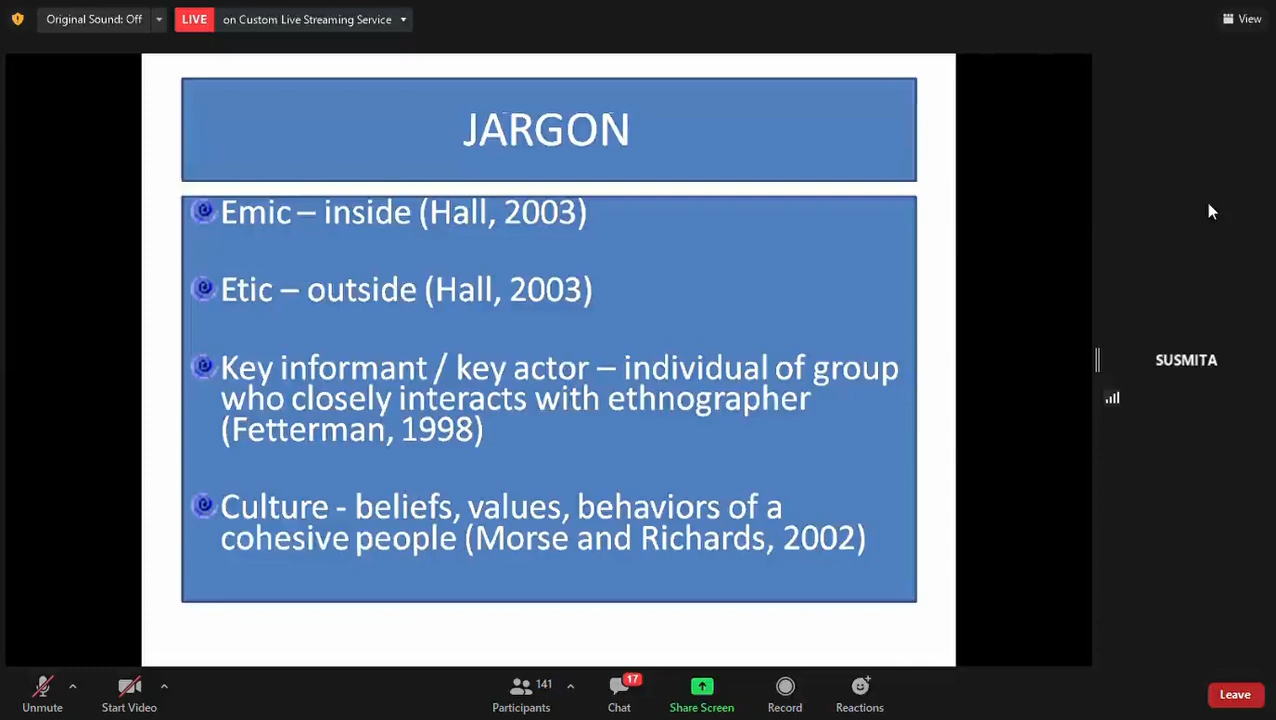 Original Sound: Off
LIVE on Custom Live Streaming Service
View
JARGON
Emic – inside (Hall, 2003)
Etic – outside (Hall, 2003)
Key informant / key actor – individual of group
who closely interacts with ethnographer
(Fetterman, 1998)
Culture - beliefs, values, behaviors of a
cohesive people (Morse and Richards, 2002)
SUSMITA
Unmute
Start Video
141
Participants
17
Chat
Share Screen
Record
Reactions
Leave